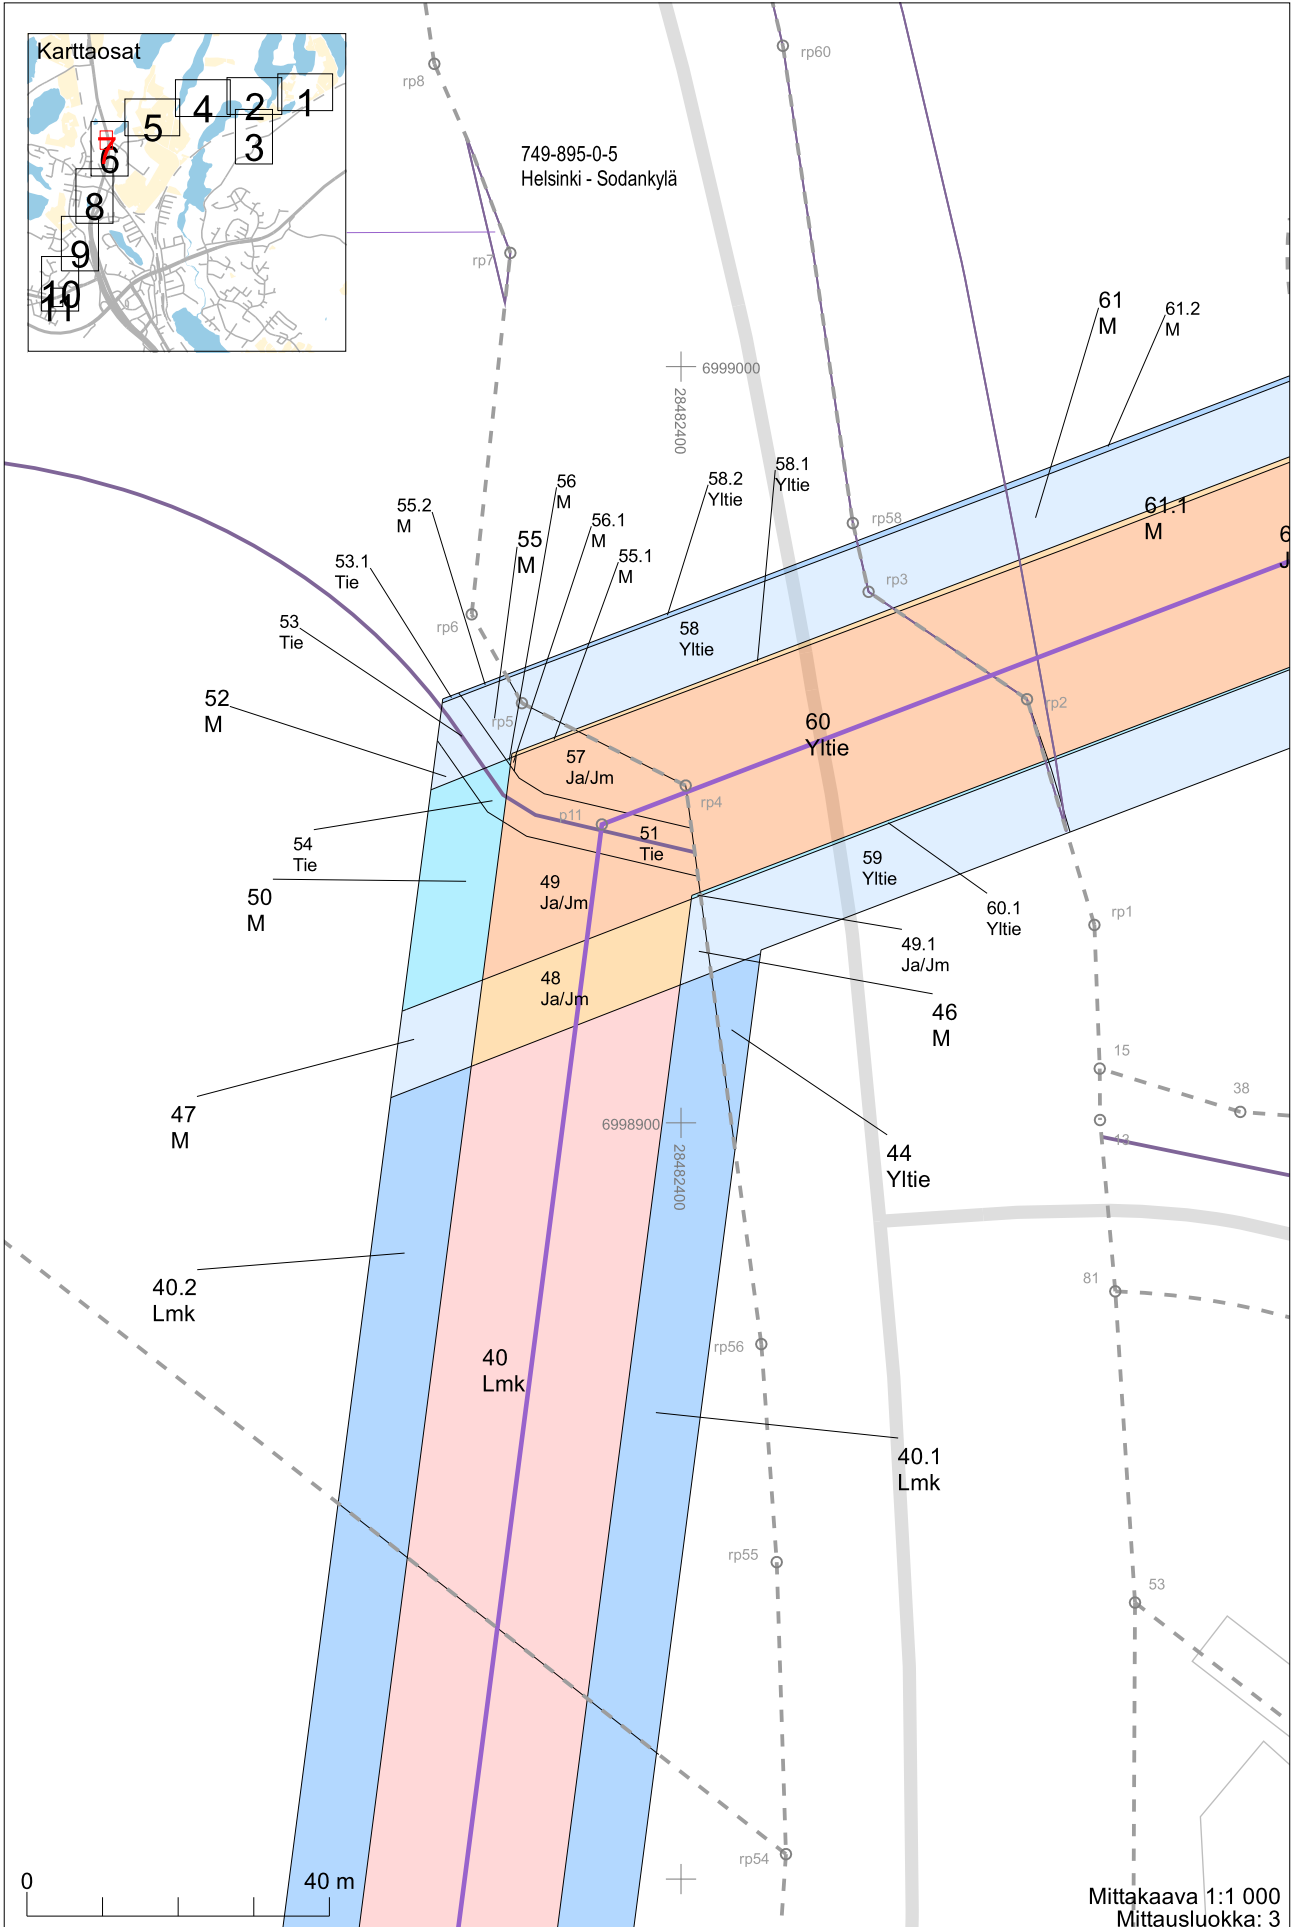 Karttaosat
1
2
3
4
5
7
6
8
9
10
11
rp8
rp60
749-895-0-5
Helsinki - Sodankylä
rp7
61
M
61.2
M
6999000
28482400
58.1
Yltie
58.2
Yltie
56
M
55.2
M
56.1
M
55
M
55.1
M
61.1
M
6
J
rp58
53.1
Tie
rp3
53
Tie
rp6
58
Yltie
52
M
rp5
rp2
60
Yltie
57
Ja/Jm
rp4
p11
51
Tie
54
Tie
59
Yltie
50
M
49
Ja/Jm
60.1
Yltie
rp1
49.1
Ja/Jm
48
Ja/Jm
46
M
15
38
47
M
6998900
28482400
13
44
Yltie
81
40.2
Lmk
rp56
40
Lmk
40.1
Lmk
rp55
53
rp54
0
40 m
Mittakaava 1:1 000
Mittausluokka: 3